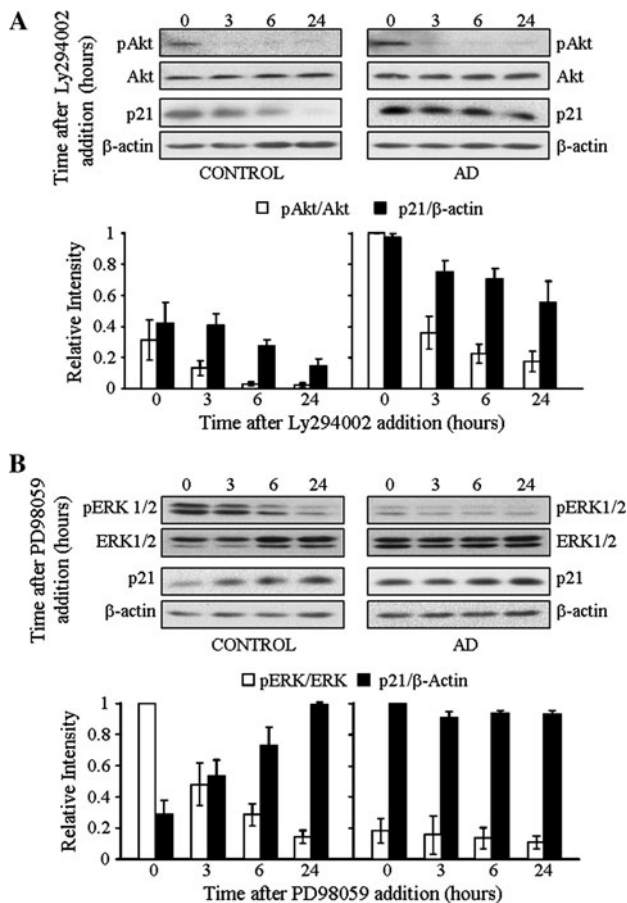 A
Time after Ly294002
addition (hours)
0 3 6 24 0 3 6 24
pAkt pAkt
Akt Akt
p21 p21
β-actin β-actin
CONTROL AD
pAkt/Akt p21/β-actin
Relative Intensity
1
0.8
0.6
0.4
0.2
0
0 3 6 24 0 3 6 24
Time after Ly294002 addition (hours)
B
Time after PD98059
addition (hours)
0 3 6 24 0 3 6 24
pERK 1/2 pERK1/2
ERK1/2 ERK1/2
p21 p21
β-actin β-actin
CONTROL AD
pERK/ERK p21/β-Actin
Relative Intensity
1
0.8
0.6
0.4
0.2
0
0 3 6 24 0 3 6 24
Time after PD98059 addition (hours)